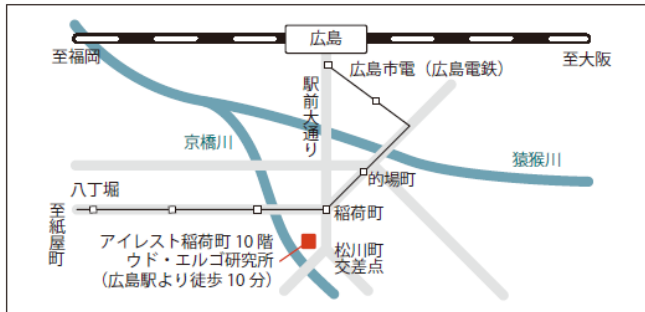 広島
至福岡
至大阪
広島市電（広島電鉄）
駅前大通り
京橋川
猿猴川
的場町
八丁堀
稲荷町
至紙屋町
アイレスト稲荷町 10 階
ウド・エルゴ研究所
（広島駅より徒歩 10 分）
松川町
交差点